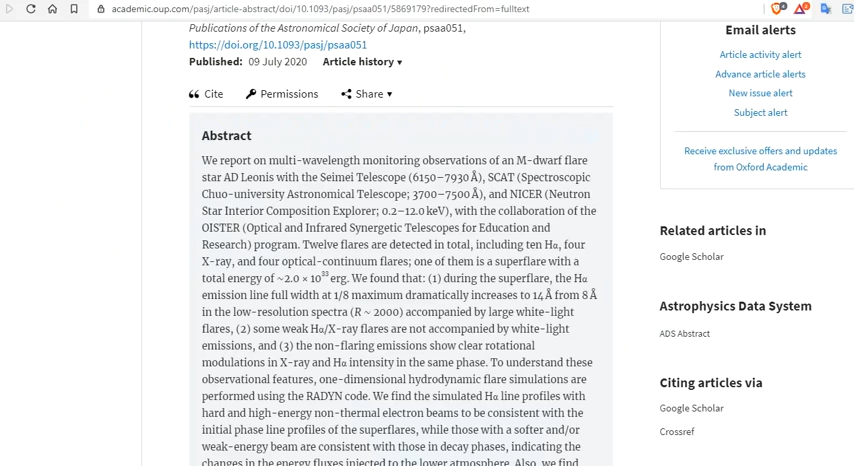 academic.oup.com/pasj/article-abstract/doi/10.1093/pasj/psaa051/5869179?redirectedFrom=fulltext
Publications of the Astronomical Society of Japan, psaa051,
https://doi.org/10.1093/pasj/psaa051
Published: 09 July 2020 Article history ▾
Cite Permissions Share ▾
Abstract
We report on multi-wavelength monitoring observations of an M-dwarf flare
star AD Leonis with the Seimei Telescope (6150–7930 Å), SCAT (Spectroscopic
Chuo-university Astronomical Telescope; 3700–7500 Å), and NICER (Neutron
Star Interior Composition Explorer; 0.2–12.0 keV), with the collaboration of the
OISTER (Optical and Infrared Synergetic Telescopes for Education and
Research) program. Twelve flares are detected in total, including ten Hα, four
X-ray, and four optical-continuum flares; one of them is a superflare with a
total energy of ~2.0 × 10³³ erg. We found that: (1) during the superflare, the Hα
emission line full width at 1/8 maximum dramatically increases to 14 Å from 8 Å
in the low-resolution spectra (R ~ 2000) accompanied by large white-light
flares, (2) some weak Hα/X-ray flares are not accompanied by white-light
emissions, and (3) the non-flaring emissions show clear rotational
modulations in X-ray and Hα intensity in the same phase. To understand these
observational features, one-dimensional hydrodynamic flare simulations are
performed using the RADYN code. We find the simulated Hα line profiles with
hard and high-energy non-thermal electron beams to be consistent with the
initial phase line profiles of the superflares, while those with a softer and/or
weak-energy beam are consistent with those in decay phases, indicating the
changes in the energy fluxes injected to the lower atmosphere. Also, we find
Email alerts
Article activity alert
Advance article alerts
New issue alert
Subject alert
Receive exclusive offers and updates
from Oxford Academic
Related articles in
Google Scholar
Astrophysics Data System
ADS Abstract
Citing articles via
Google Scholar
Crossref